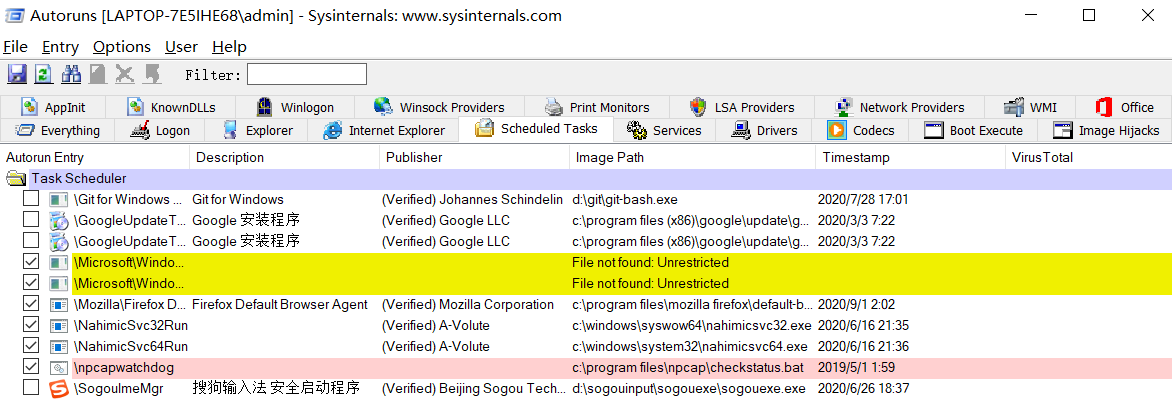 Autoruns [LAPTOP-7E5IHE68\admin] - Sysinternals: www.sysinternals.com
File Entry Options User Help
Filter:
AppInit KnownDLLs Winlogon Winsock Providers Print Monitors LSA Providers Network Providers WMI Office
Everything Logon Explorer Internet Explorer Scheduled Tasks Services Drivers Codecs Boot Execute Image Hijacks
Autorun Entry Description Publisher Image Path Timestamp VirusTotal
Task Scheduler
\Git for Windows ... Git for Windows (Verified) Johannes Schindelin d:\git\git-bash.exe 2020/7/28 17:01
\GoogleUpdateT... Google 安装程序 (Verified) Google LLC c:\program files (x86)\google\update\g... 2020/3/3 7:22
\GoogleUpdateT... Google 安装程序 (Verified) Google LLC c:\program files (x86)\google\update\g... 2020/3/3 7:22
\Microsoft\Windo... File not found: Unrestricted
\Microsoft\Windo... File not found: Unrestricted
\Mozilla\Firefox D... Firefox Default Browser Agent (Verified) Mozilla Corporation c:\program files\mozilla firefox\default-b... 2020/9/1 2:02
\NahimicSvc32Run (Verified) A-Volute c:\windows\syswow64\nahimicsvc32.exe 2020/6/16 21:35
\NahimicSvc64Run (Verified) A-Volute c:\windows\system32\nahimicsvc64.exe 2020/6/16 21:36
\npcapwatchdog c:\program files\npcap\checkstatus.bat 2019/5/1 1:59
\SogouImeMgr 搜狗输入法 安全启动程序 (Verified) Beijing Sogou Tech... d:\sogouinput\sogouexe\sogouexe.exe 2020/6/26 18:37